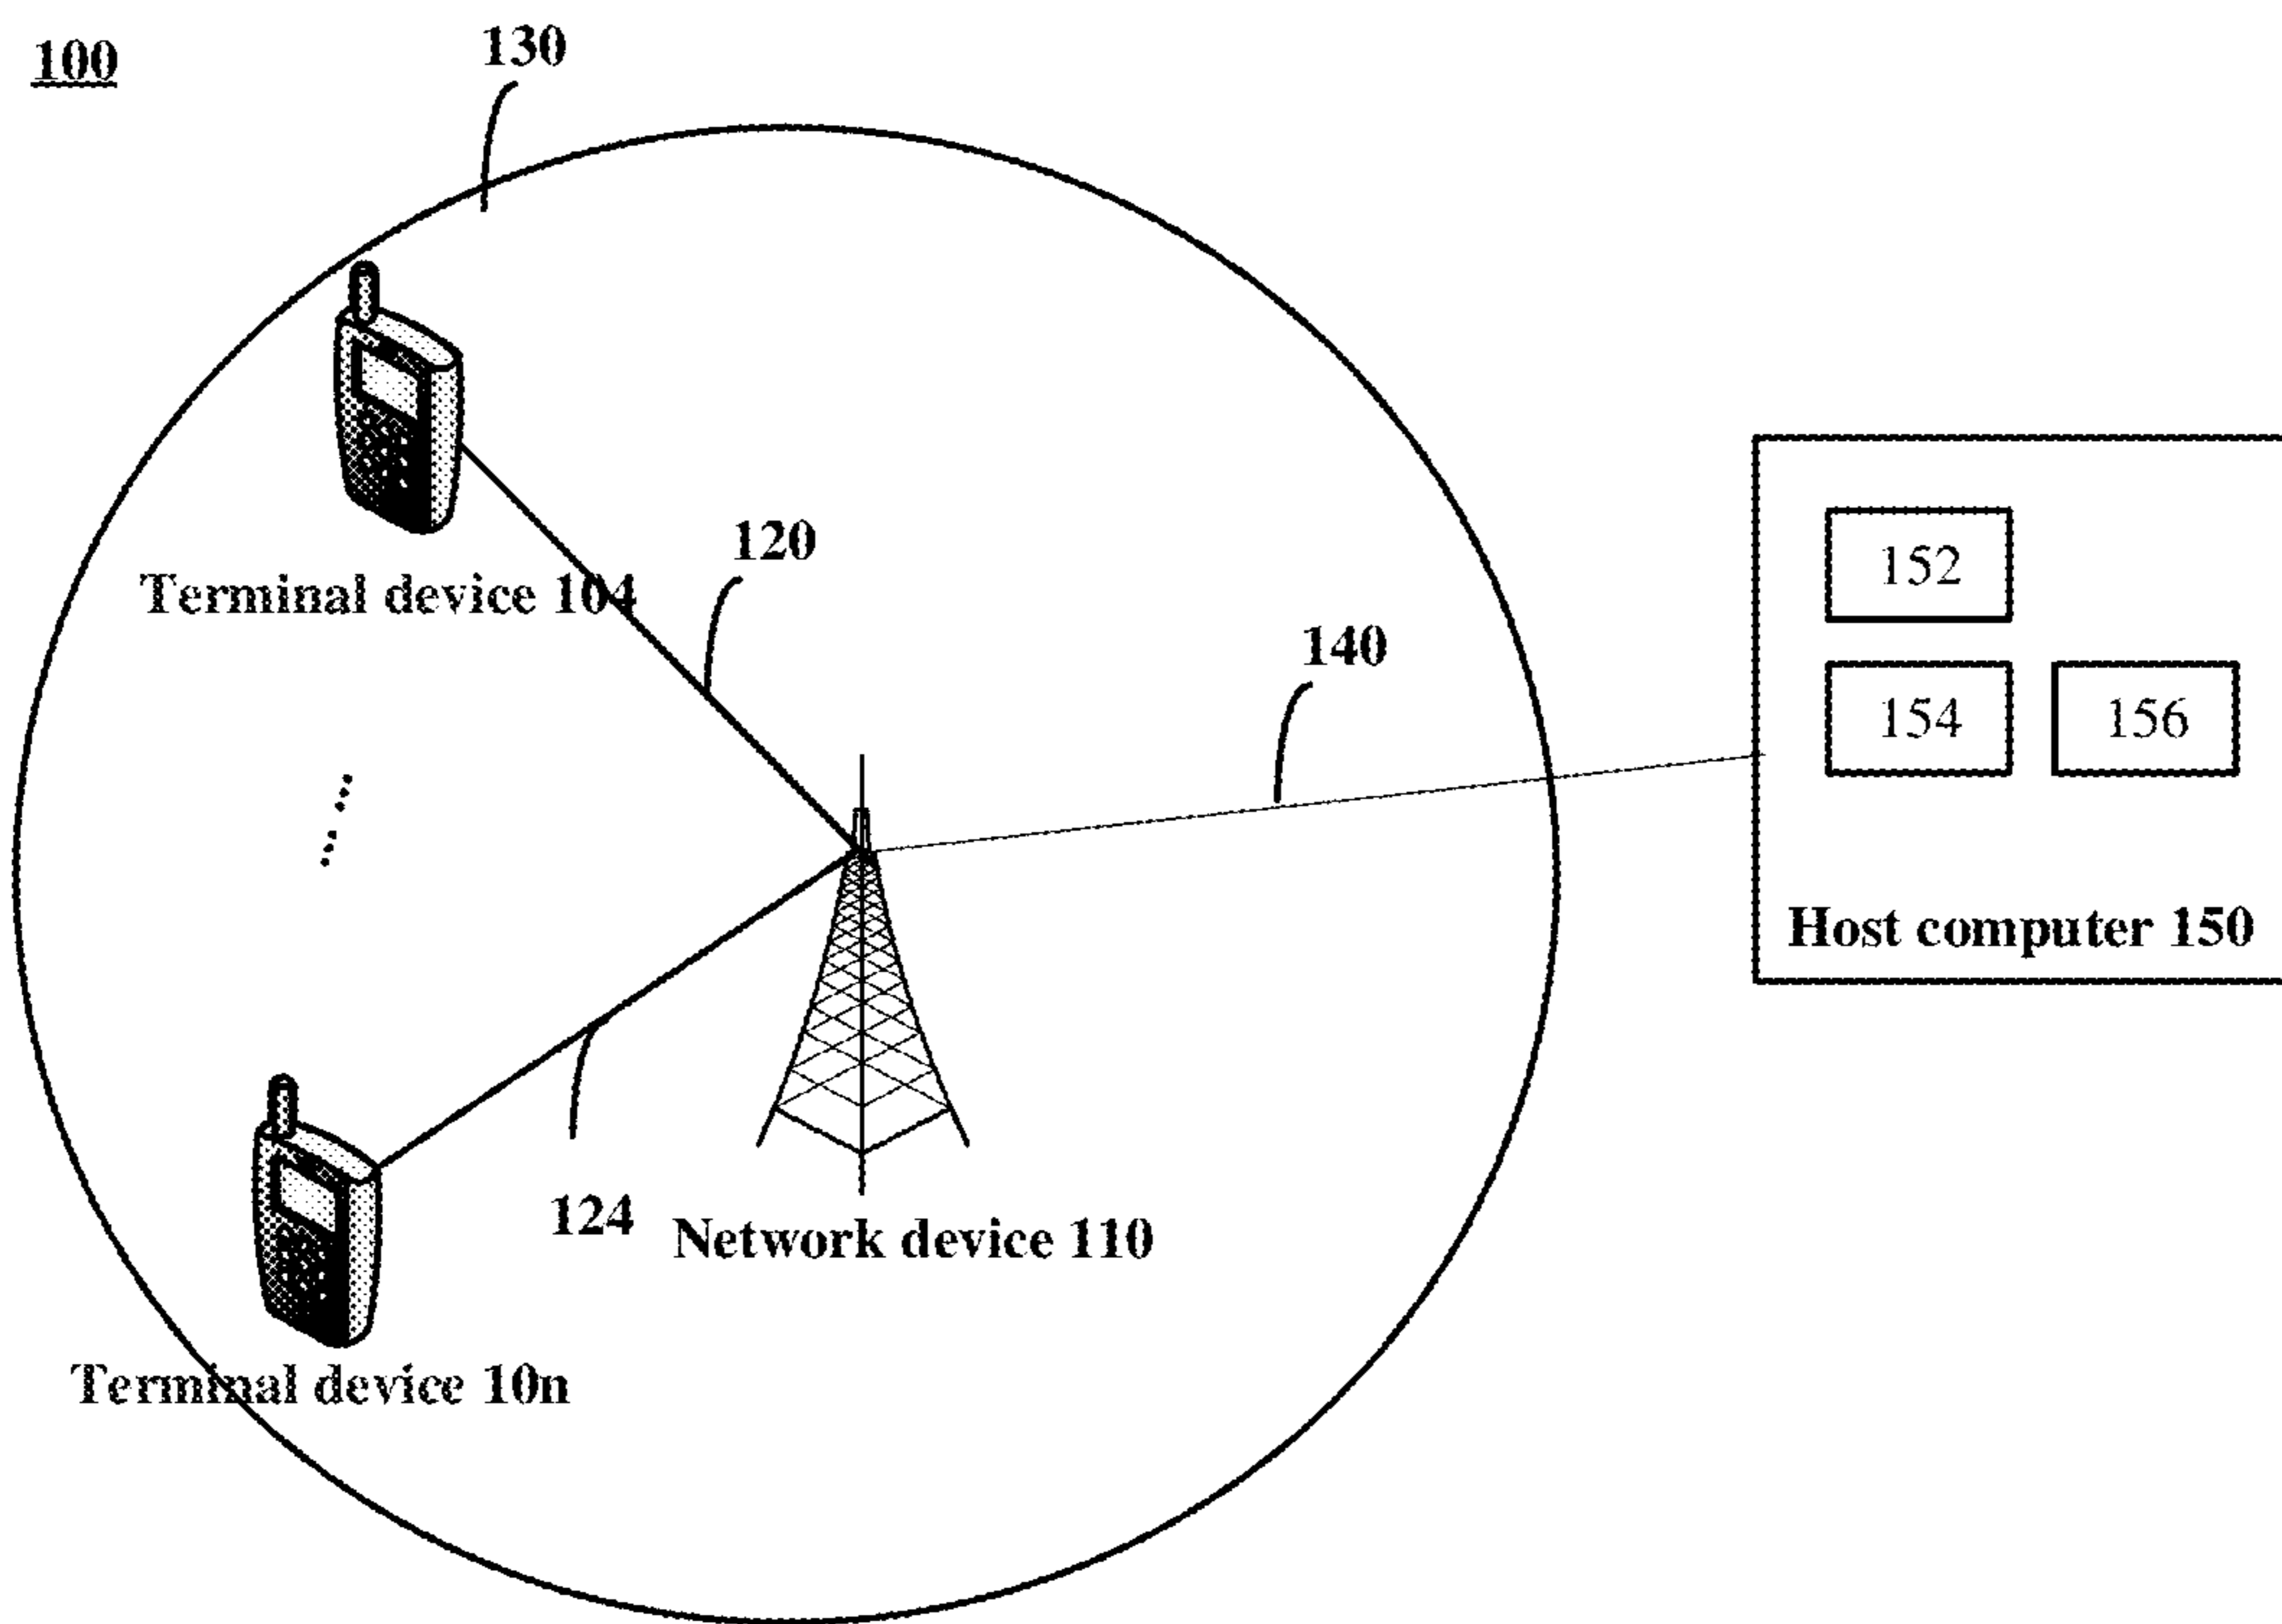 100
130
120
Terminal device 104
140
152
154
156
Host computer 150
124
Network device 110
Terminal device 10n